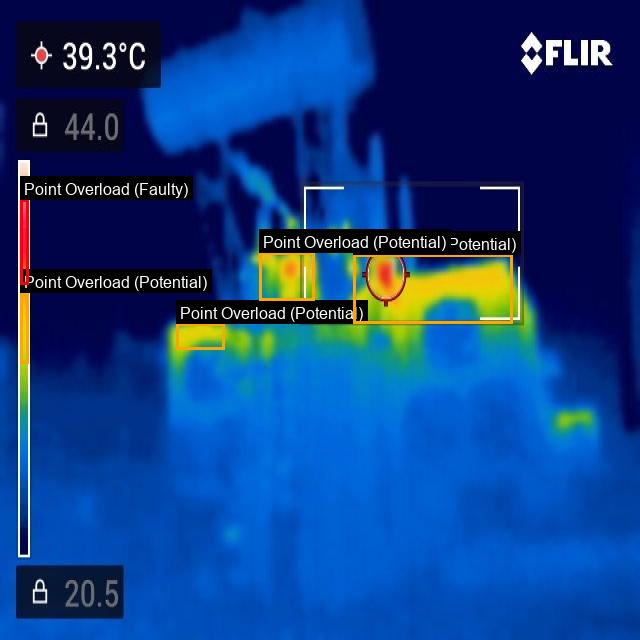 39.3°C
FLIR
44.0
Point Overload (Faulty)
Point Overload (Potential)
Potential)
Point Overload (Potential)
Point Overload (Potential)
20.5